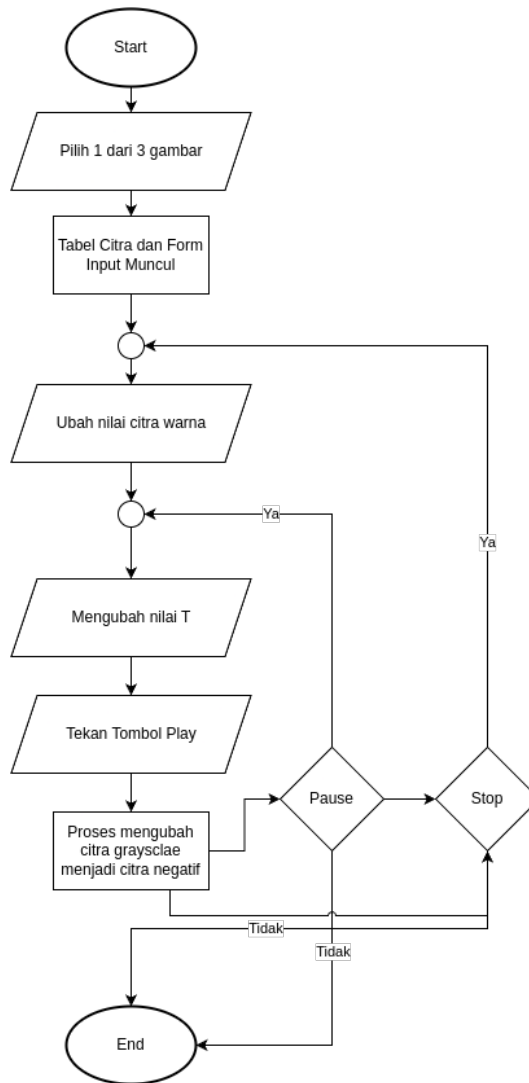 Start
Pilih 1 dari 3 gambar
Tabel Citra dan Form
Input Muncul
Ubah nilai citra warna
Ya
Ya
Mengubah nilai T
Tekan Tombol Play
Pause
Stop
Proses mengubah
citra graysclae
menjadi citra negatif
Tidak
Tidak
End